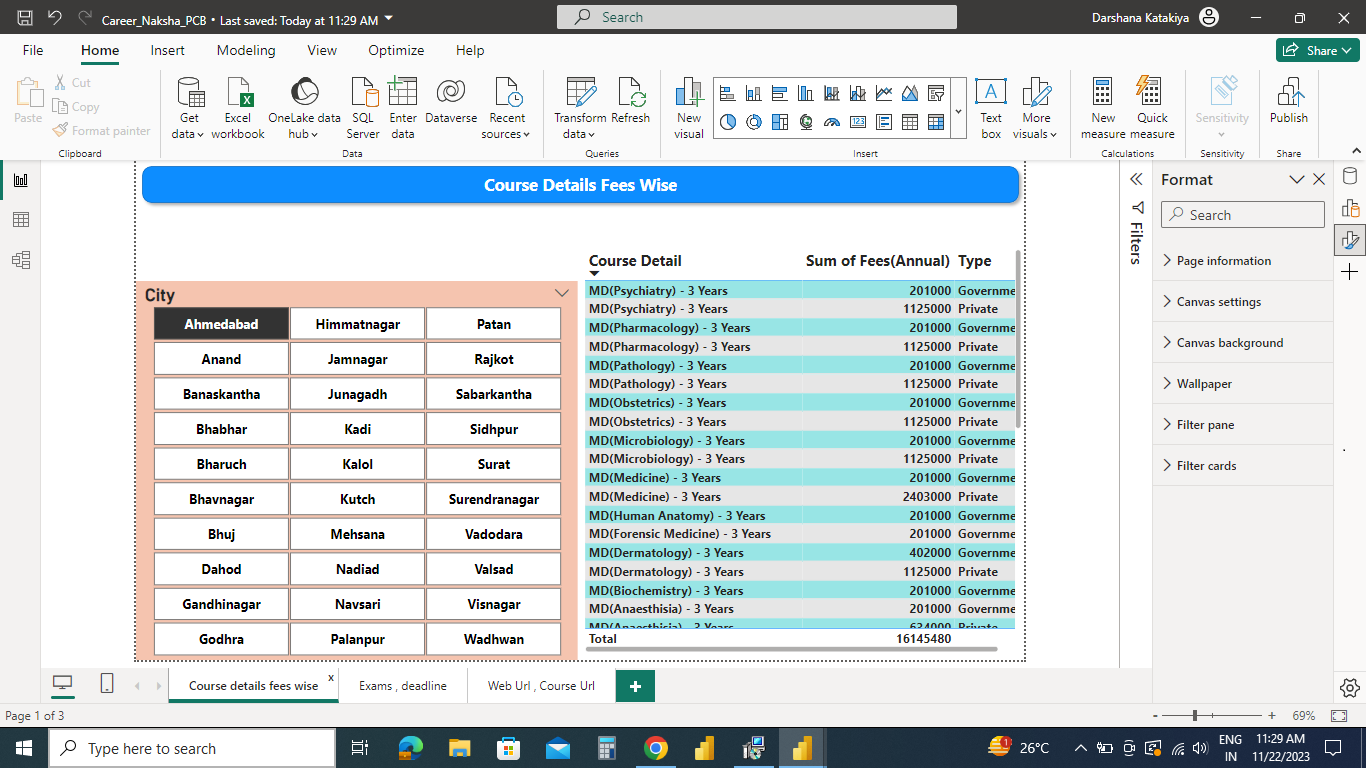 Career_Naksha_PCB • Last saved: Today at 11:29 AM
Search
Darshana Katakiya
File Home Insert Modeling View Optimize Help
Share
Paste
Cut
Copy
Format painter
Get data
Excel workbook
OneLake data hub
SQL Server
Enter data
Dataverse
Recent sources
Transform data
Refresh
New visual
Text box
More visuals
New measure
Quick measure
Sensitivity
Publish
Clipboard Data Queries Insert Calculations Sensitivity Share
Course Details Fees Wise
City
Ahmedabad Himmatnagar Patan
Anand Jamnagar Rajkot
Banaskantha Junagadh Sabarkantha
Bhabhar Kadi Sidhpur
Bharuch Kalol Surat
Bhavnagar Kutch Surendranagar
Bhuj Mehsana Vadodara
Dahod Nadiad Valsad
Gandhinagar Navsari Visnagar
Godhra Palanpur Wadhwan
Course Detail Sum of Fees(Annual) Type
MD(Psychiatry) - 3 Years 201000 Governme
MD(Psychiatry) - 3 Years 1125000 Private
MD(Pharmacology) - 3 Years 201000 Governme
MD(Pharmacology) - 3 Years 1125000 Private
MD(Pathology) - 3 Years 201000 Governme
MD(Pathology) - 3 Years 1125000 Private
MD(Obstetrics) - 3 Years 201000 Governme
MD(Obstetrics) - 3 Years 1125000 Private
MD(Microbiology) - 3 Years 201000 Governme
MD(Microbiology) - 3 Years 1125000 Private
MD(Medicine) - 3 Years 201000 Governme
MD(Medicine) - 3 Years 2403000 Private
MD(Human Anatomy) - 3 Years 201000 Governme
MD(Forensic Medicine) - 3 Years 201000 Governme
MD(Dermatology) - 3 Years 402000 Governme
MD(Dermatology) - 3 Years 1125000 Private
MD(Biochemistry) - 3 Years 201000 Governme
MD(Anaesthisia) - 3 Years 201000 Governme
MD(Anaesthisia) - 3 Years 634000 Private
Total 16145480
Filters
Format
Search
Page information
Canvas settings
Canvas background
Wallpaper
Filter pane
Filter cards
Course details fees wise x Exams , deadline Web Url , Course Url +
Page 1 of 3
- + 69%
Type here to search
1
26°C
ENG
IN
11:29 AM
11/22/2023